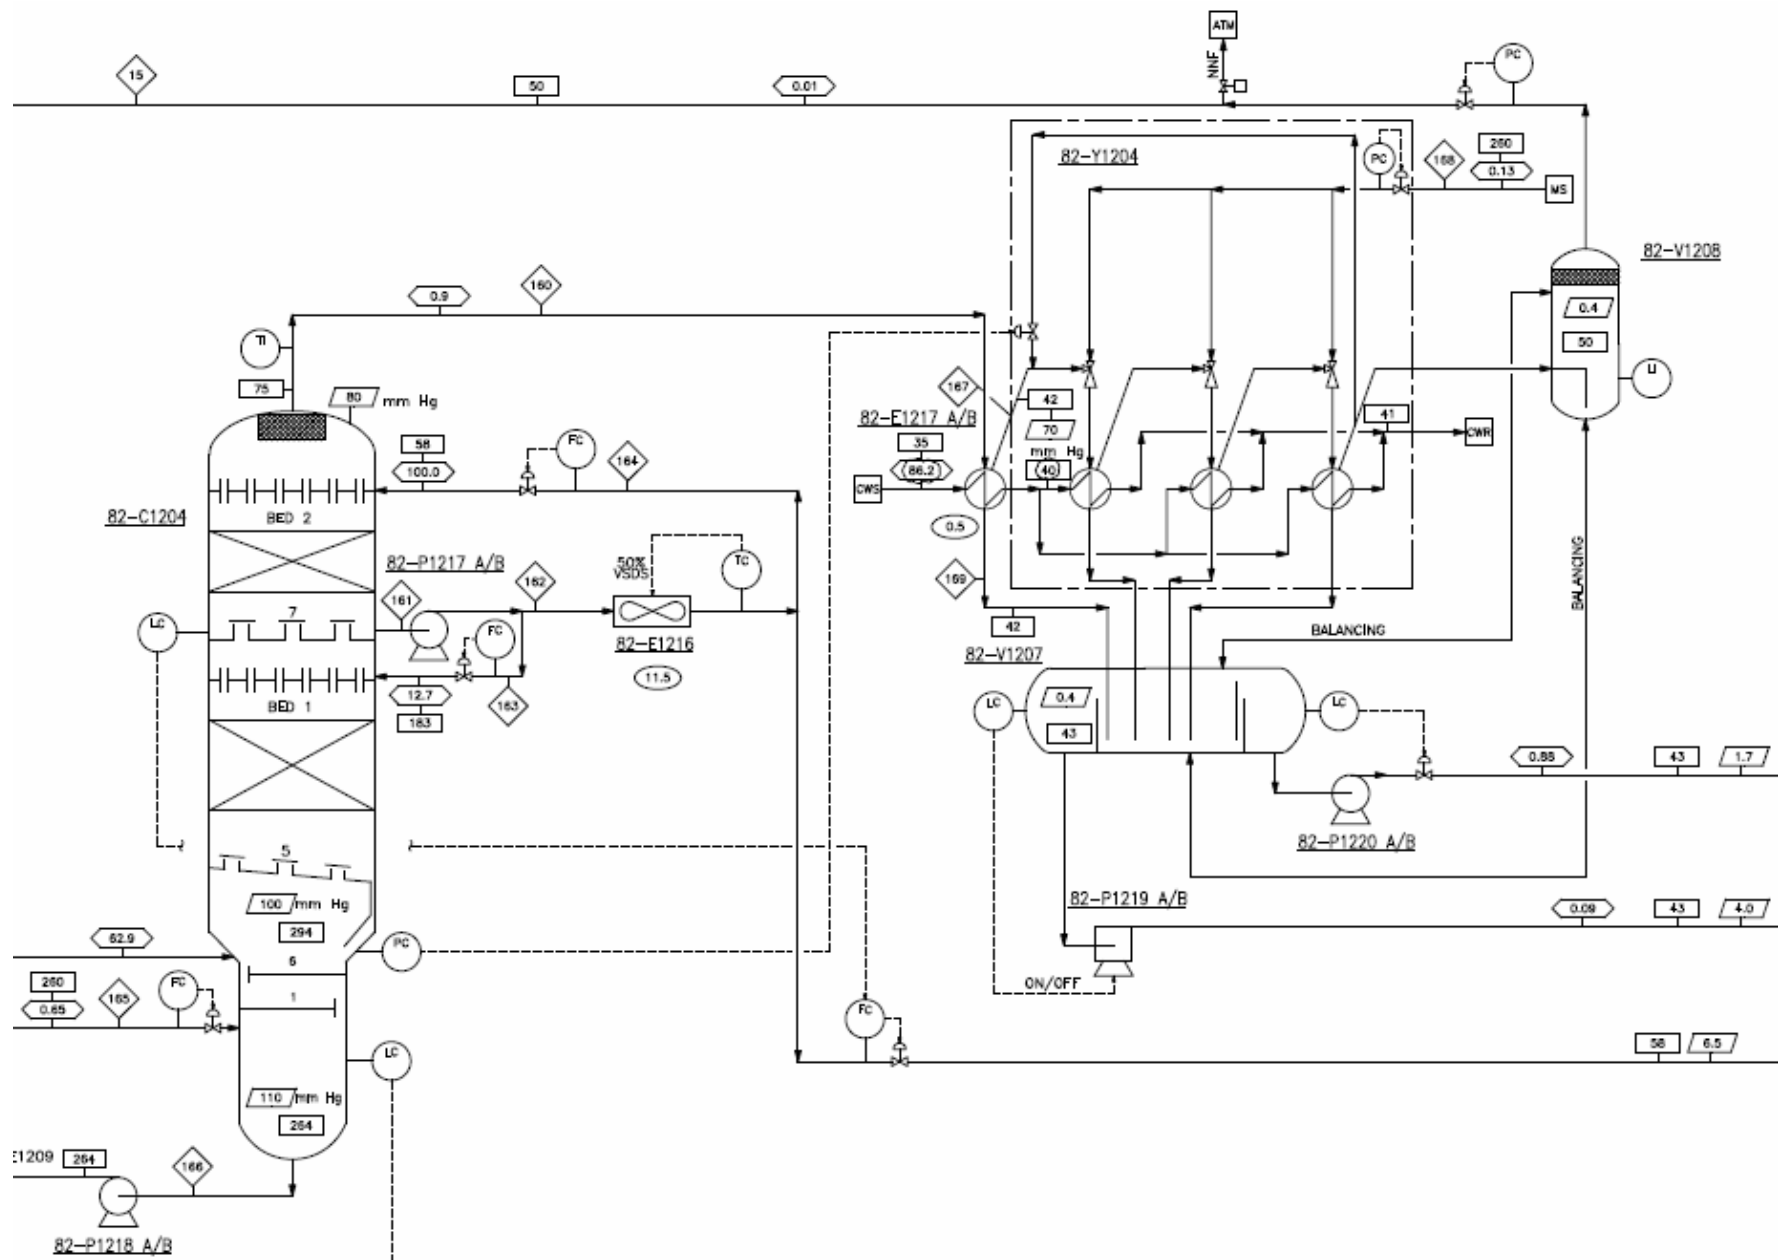 ATM
NNF
PC
15
50
0.01
82-Y1204
PC
168
260
0.13
MS
82-V1208
0.9
160
0.4
50
LI
TI
75
80 mm Hg
167
42
41
82-E1217 A/B
70
mm Hg
35
86.2
40
CWR
CWS
0.5
58
100.0
FC
164
82-C1204
BED 2
82-P1217 A/B
161
162
50%
VSDS
TC
169
LC
7
FC
82-E1216
11.5
42
BALANCING
BALANCING
82-V1207
12.7
163
183
BED 1
LC
0.4
43
LC
0.88
43
1.7
82-P1220 A/B
5
100 mm Hg
294
82-P1219 A/B
0.09
43
4.0
62.9
PC
6
260
0.65
165
FC
1
ON/OFF
FC
LC
58
6.5
110 mm Hg
264
E1209
264
166
82-P1218 A/B